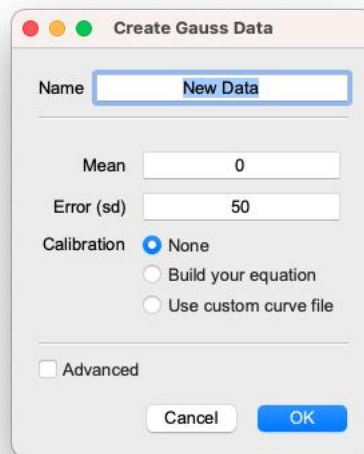 Create Gauss Data
Name New Data
Mean 0
Error (sd) 50
Calibration None
Build your equation
Use custom curve file
Advanced
Cancel OK